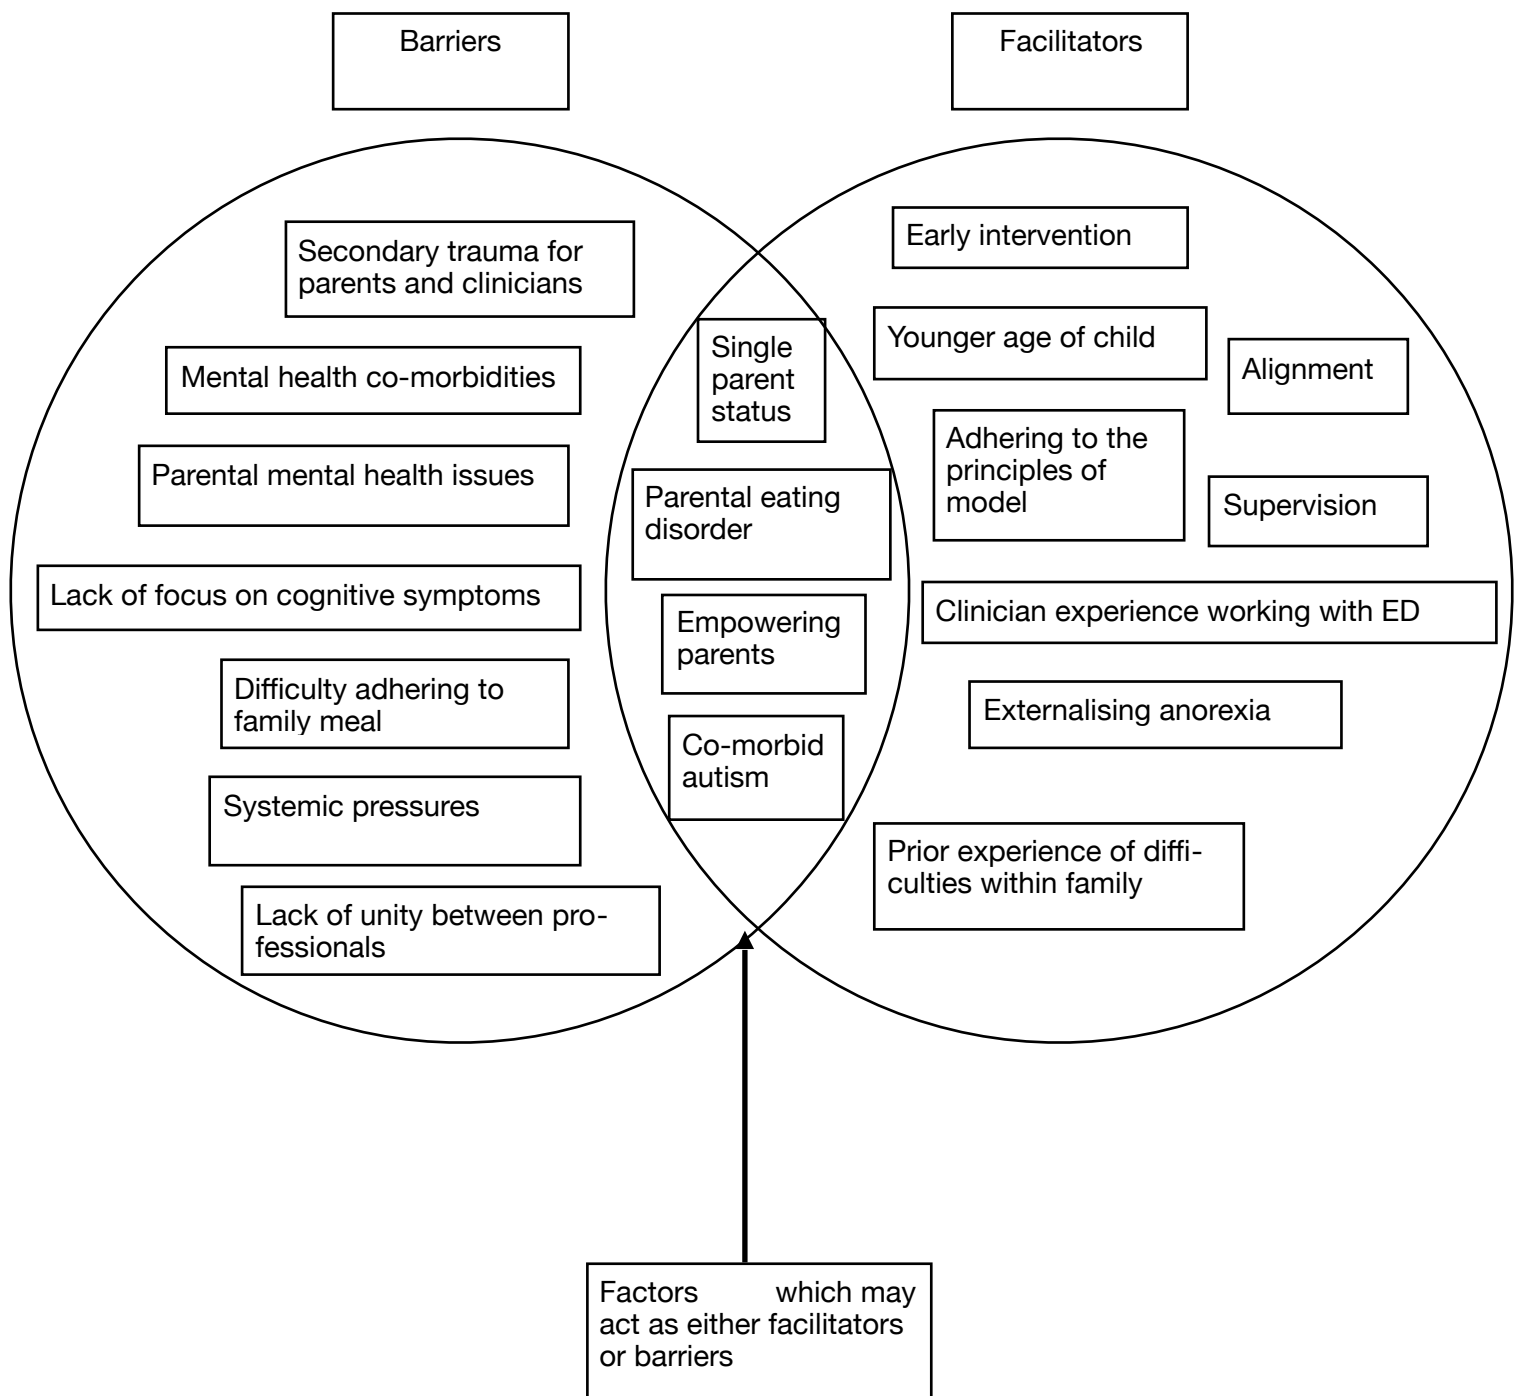 Barriers
Facilitators
Secondary trauma for
parents and clinicians
Mental health co-morbidities
Parental mental health issues
Lack of focus on cognitive symptoms
Difficulty adhering to
family meal
Systemic pressures
Lack of unity between pro-
fessionals
Single
parent
status
Parental eating
disorder
Empowering
parents
Co-morbid
autism
Early intervention
Younger age of child
Alignment
Adhering to the
principles of
model
Supervision
Clinician experience working with ED
Externalising anorexia
Prior experience of diffi-
culties within family
Factors which may
act as either facilitators
or barriers